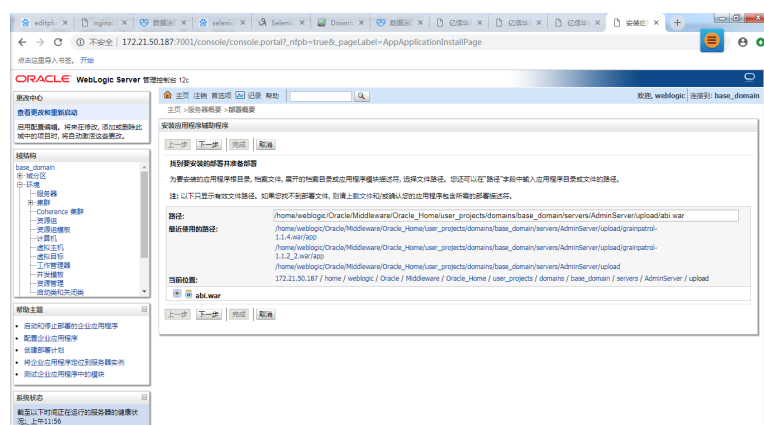 editpl
nginx:
数据库
seleniu
Seleni
Downl
数据库
亿信华
亿信华
亿信华
安装应
不安全 172.21.50.187:7001/console/console.portal?_nfpb=true&_pageLabel=AppApplicationInstallPage
点击这里导入书签。 开始
ORACLE WebLogic Server 管理控制台 12c
更改中心
查看更改和重新启动
启用配置编辑。将来在修改, 添加或删除此
域中的项目时, 将自动激活这些更改。
域结构
base_domain
域分区
环境
服务器
集群
Coherence 集群
资源组
资源组模板
计算机
虚拟主机
虚拟目标
工作管理器
并发模板
资源管理
启动类和关闭类
帮助主题
启动和停止部署的企业应用程序
配置企业应用程序
创建部署计划
将企业应用程序定位到服务器实例
测试企业应用程序中的模块
系统状态
截至以下时间正在运行的服务器的健康状
况: 上午11:56
主页 注销 首选项 记录 帮助
欢迎, weblogic 连接到: base_domain
主页 >服务器概要 >部署概要
安装应用程序辅助程序
上一步 下一步 完成 取消
找到要安装的部署并准备部署
为要安装的应用程序根目录, 档案文件, 展开的档案目录或应用程序模块描述符, 选择文件路径。您还可以在"路径"字段中输入应用程序目录或文件的路径。
注: 以下只显示有效文件路径。如果您找不到部署文件, 则请上载文件和/或确认您的应用程序包含所需的部署描述符。
路径: /home/weblogic/Oracle/Middleware/Oracle_Home/user_projects/domains/base_domain/servers/AdminServer/upload/abi.war
最近使用的路径: /home/weblogic/Oracle/Middleware/Oracle_Home/user_projects/domains/base_domain/servers/AdminServer/upload/grainpatrol-
1.1.4.war/app
/home/weblogic/Oracle/Middleware/Oracle_Home/user_projects/domains/base_domain/servers/AdminServer/upload/grainpatrol-
1.1.2_2.war/app
/home/weblogic/Oracle/Middleware/Oracle_Home/user_projects/domains/base_domain/servers/AdminServer/upload
当前位置: 172.21.50.187 / home / weblogic / Oracle / Middleware / Oracle_Home / user_projects / domains / base_domain / servers / AdminServer / upload
abi.war
上一步 下一步 完成 取消